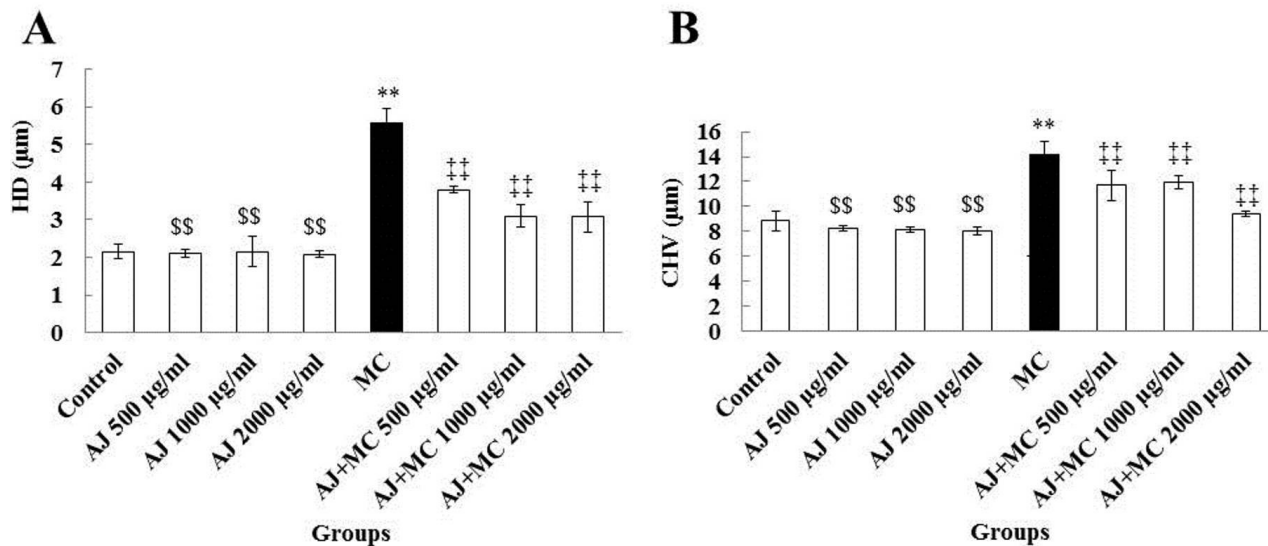 A
HD (µm)
7
6
5
4
3
2
1
0
$$
$$
$$
**
‡‡
‡‡
‡‡
Control
AJ 500 µg/ml
AJ 1000 µg/ml
AJ 2000 µg/ml
MC
AJ+MC 500 µg/ml
AJ+MC 1000 µg/ml
AJ+MC 2000 µg/ml
Groups
B
CHV (µm)
16
14
12
10
8
6
4
2
0
$$
$$
$$
**
‡‡
‡‡
‡‡
Control
AJ 500 µg/ml
AJ 1000 µg/ml
AJ 2000 µg/ml
MC
AJ+MC 500 µg/ml
AJ+MC 1000 µg/ml
AJ+MC 2000 µg/ml
Groups